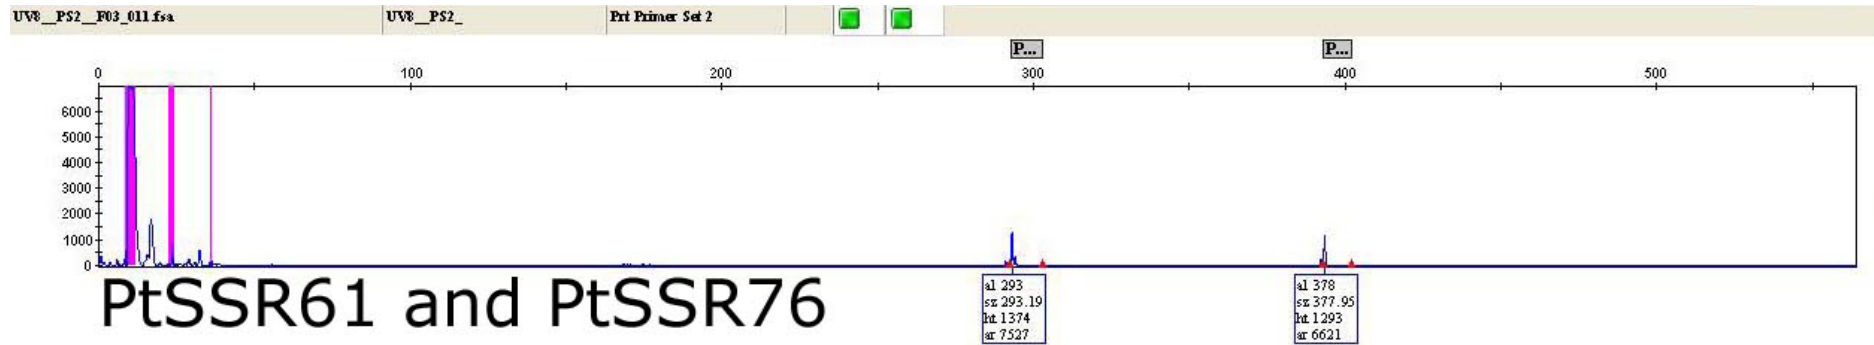 UV8__PS2__F03_011.fsa UV8__PS2_ Prt Primer Set 2
P... P...
0 100 200 300 400 500
6000
5000
4000
3000
2000
1000
0
PtSSR61 and PtSSR76
al 293
sz 293.19
ht 1374
ar 7527
al 378
sz 377.95
ht 1293
ar 6621